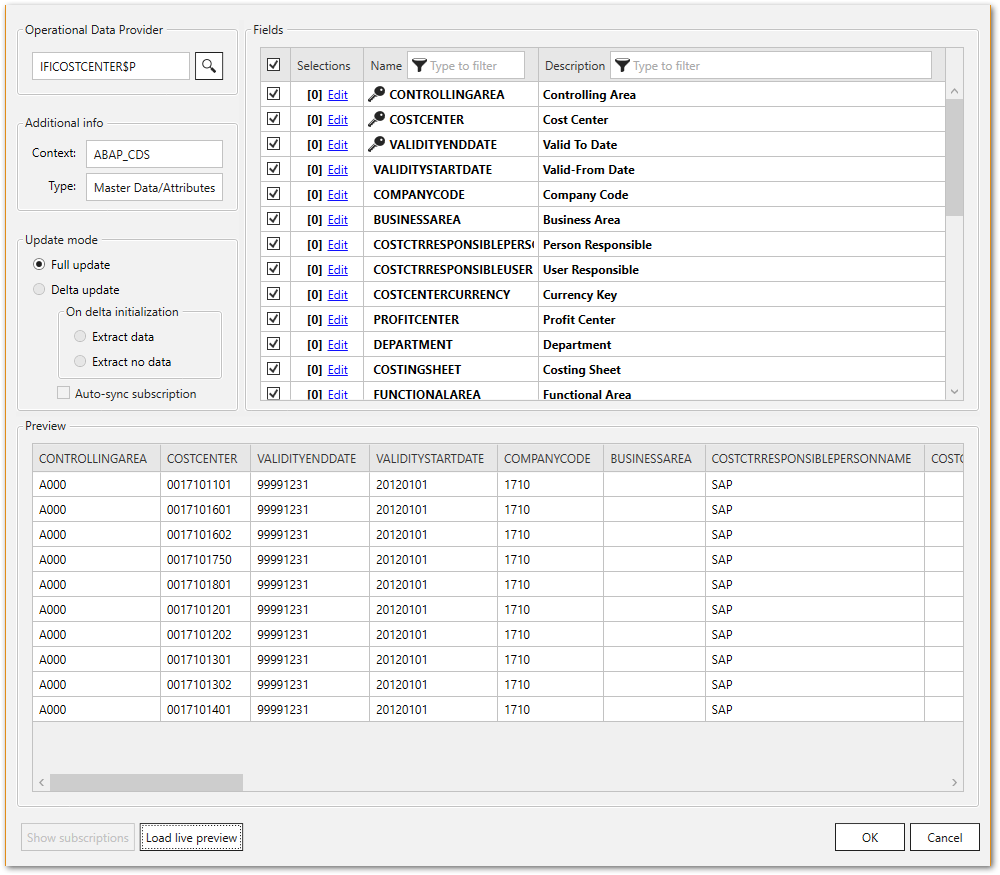 Operational Data Provider
IFICOSTCENTER$P
Additional info
Context: ABAP_CDS
Type: Master Data/Attributes
Update mode
Full update
Delta update
On delta initialization
Extract data
Extract no data
Auto-sync subscription
Fields
Selections Name Type to filter Description Type to filter
[0] Edit CONTROLLINGAREA Controlling Area
[0] Edit COSTCENTER Cost Center
[0] Edit VALIDITYENDDATE Valid To Date
[0] Edit VALIDITYSTARTDATE Valid-From Date
[0] Edit COMPANYCODE Company Code
[0] Edit BUSINESSAREA Business Area
[0] Edit COSTCTRRESPONSIBLEPERSO Person Responsible
[0] Edit COSTCTRRESPONSIBLEUSER User Responsible
[0] Edit COSTCENTERCURRENCY Currency Key
[0] Edit PROFITCENTER Profit Center
[0] Edit DEPARTMENT Department
[0] Edit COSTINGSHEET Costing Sheet
[0] Edit FUNCTIONALAREA Functional Area
Preview
CONTROLLINGAREA COSTCENTER VALIDITYENDDATE VALIDITYSTARTDATE COMPANYCODE BUSINESSAREA COSTCTRRESPONSIBLEPERSONNAME COSTC
A000 0017101101 99991231 20120101 1710 SAP
A000 0017101601 99991231 20120101 1710 SAP
A000 0017101602 99991231 20120101 1710 SAP
A000 0017101750 99991231 20120101 1710 SAP
A000 0017101801 99991231 20120101 1710 SAP
A000 0017101201 99991231 20120101 1710 SAP
A000 0017101202 99991231 20120101 1710 SAP
A000 0017101301 99991231 20120101 1710 SAP
A000 0017101302 99991231 20120101 1710 SAP
A000 0017101401 99991231 20120101 1710 SAP
Show subscriptions Load live preview OK Cancel